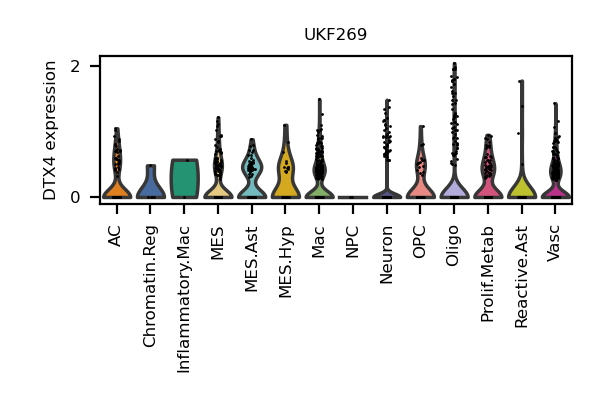 UKF269
DTX4 expression
2
0
AC
Chromatin.Reg
Inflammatory.Mac
MES
MES.Ast
MES.Hyp
Mac
NPC
Neuron
OPC
Oligo
Prolif.Metab
Reactive.Ast
Vasc